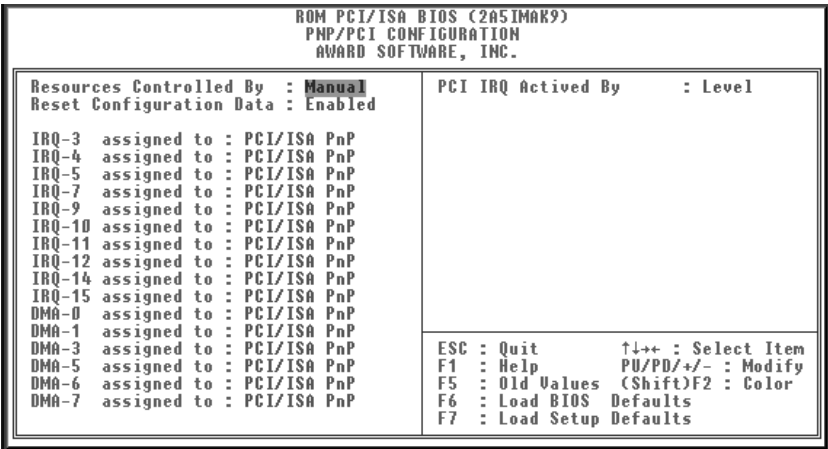 ROM PCI/ISA BIOS (2A5IMAK9)
PNP/PCI CONFIGURATION
AWARD SOFTWARE, INC.
Resources Controlled By : Manual
Reset Configuration Data : Enabled
IRQ-3 assigned to : PCI/ISA PnP
IRQ-4 assigned to : PCI/ISA PnP
IRQ-5 assigned to : PCI/ISA PnP
IRQ-7 assigned to : PCI/ISA PnP
IRQ-9 assigned to : PCI/ISA PnP
IRQ-10 assigned to : PCI/ISA PnP
IRQ-11 assigned to : PCI/ISA PnP
IRQ-12 assigned to : PCI/ISA PnP
IRQ-14 assigned to : PCI/ISA PnP
IRQ-15 assigned to : PCI/ISA PnP
DMA-0 assigned to : PCI/ISA PnP
DMA-1 assigned to : PCI/ISA PnP
DMA-3 assigned to : PCI/ISA PnP
DMA-5 assigned to : PCI/ISA PnP
DMA-6 assigned to : PCI/ISA PnP
DMA-7 assigned to : PCI/ISA PnP
PCI IRQ Actived By : Level
ESC : Quit ↑↓→← : Select Item
F1 : Help PU/PD/+/- : Modify
F5 : Old Values (Shift)F2 : Color
F6 : Load BIOS Defaults
F7 : Load Setup Defaults